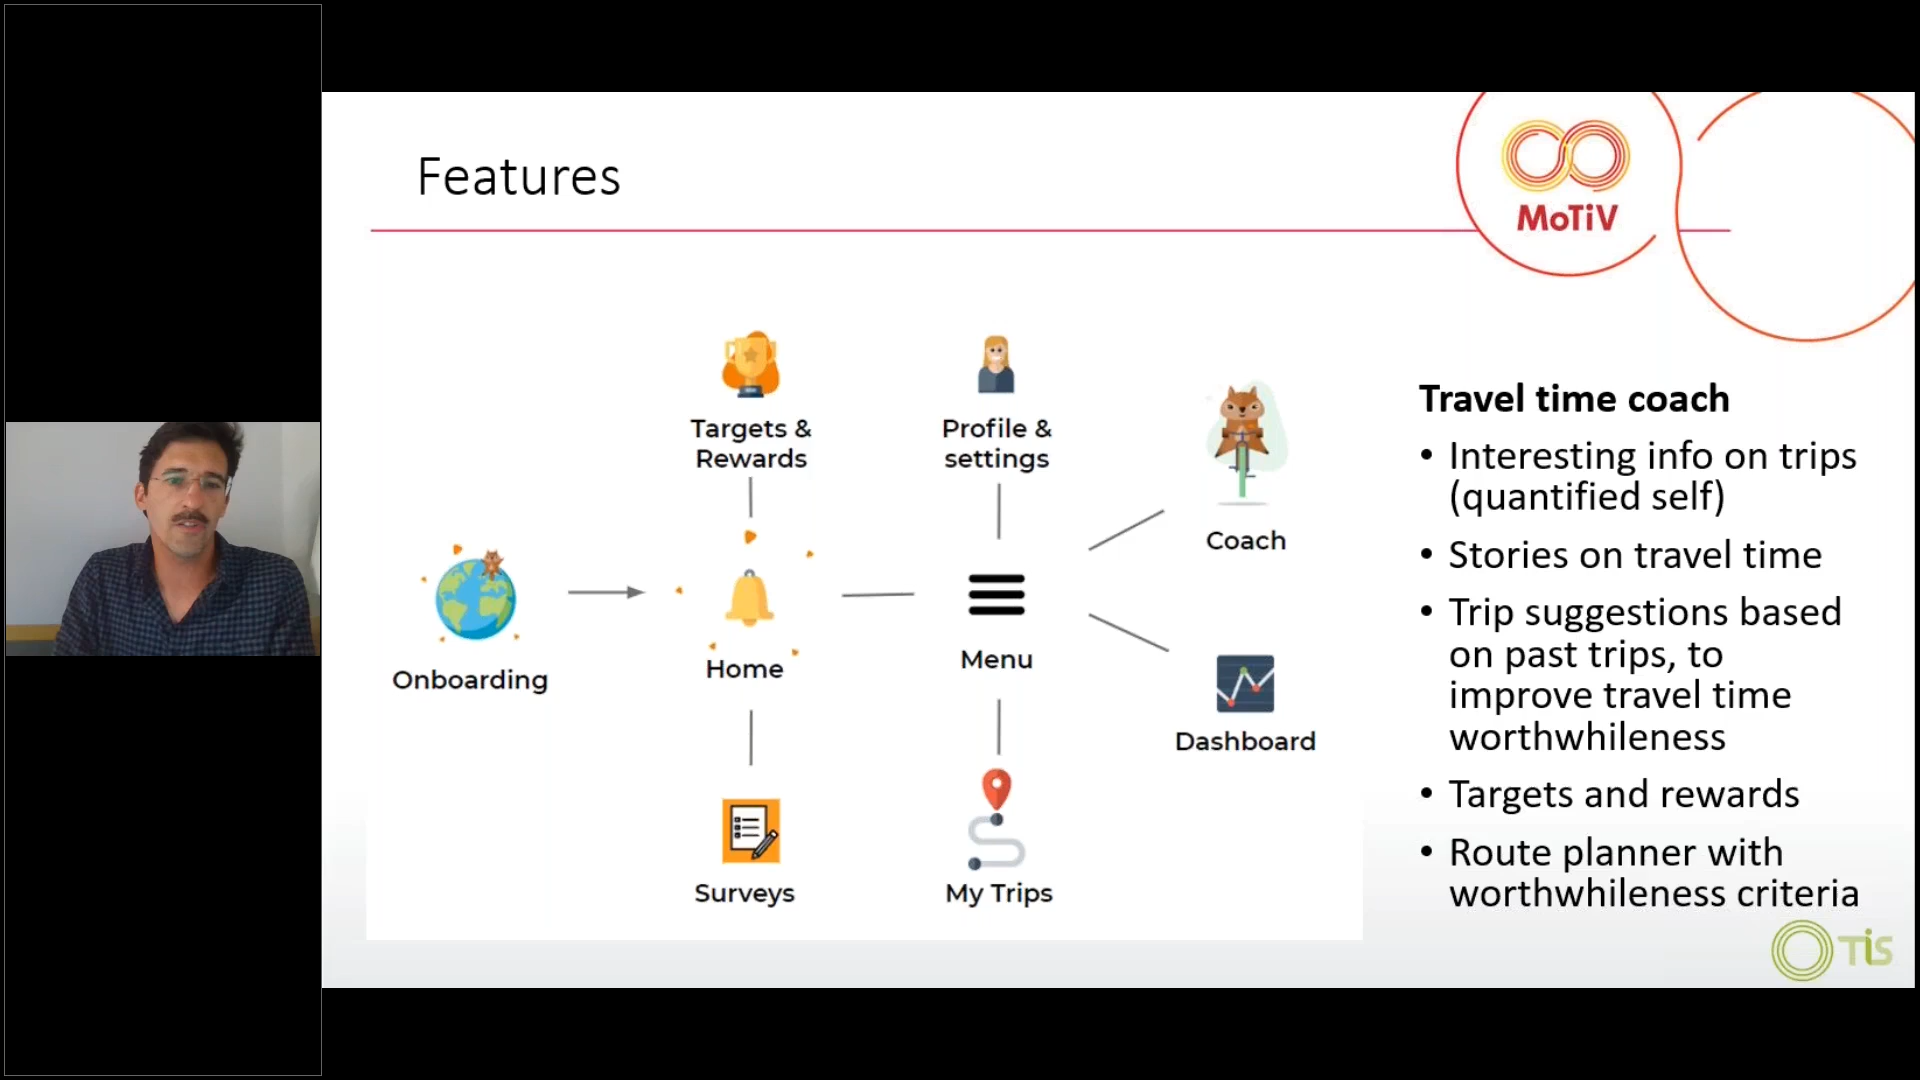 Features
MoTiV
Targets &
Rewards
Profile &
settings
Coach
Onboarding
Home
Menu
Dashboard
Surveys
My Trips
Travel time coach
• Interesting info on trips
(quantified self)
• Stories on travel time
• Trip suggestions based
on past trips, to
improve travel time
worthwhileness
• Targets and rewards
• Route planner with
worthwhileness criteria
TiS